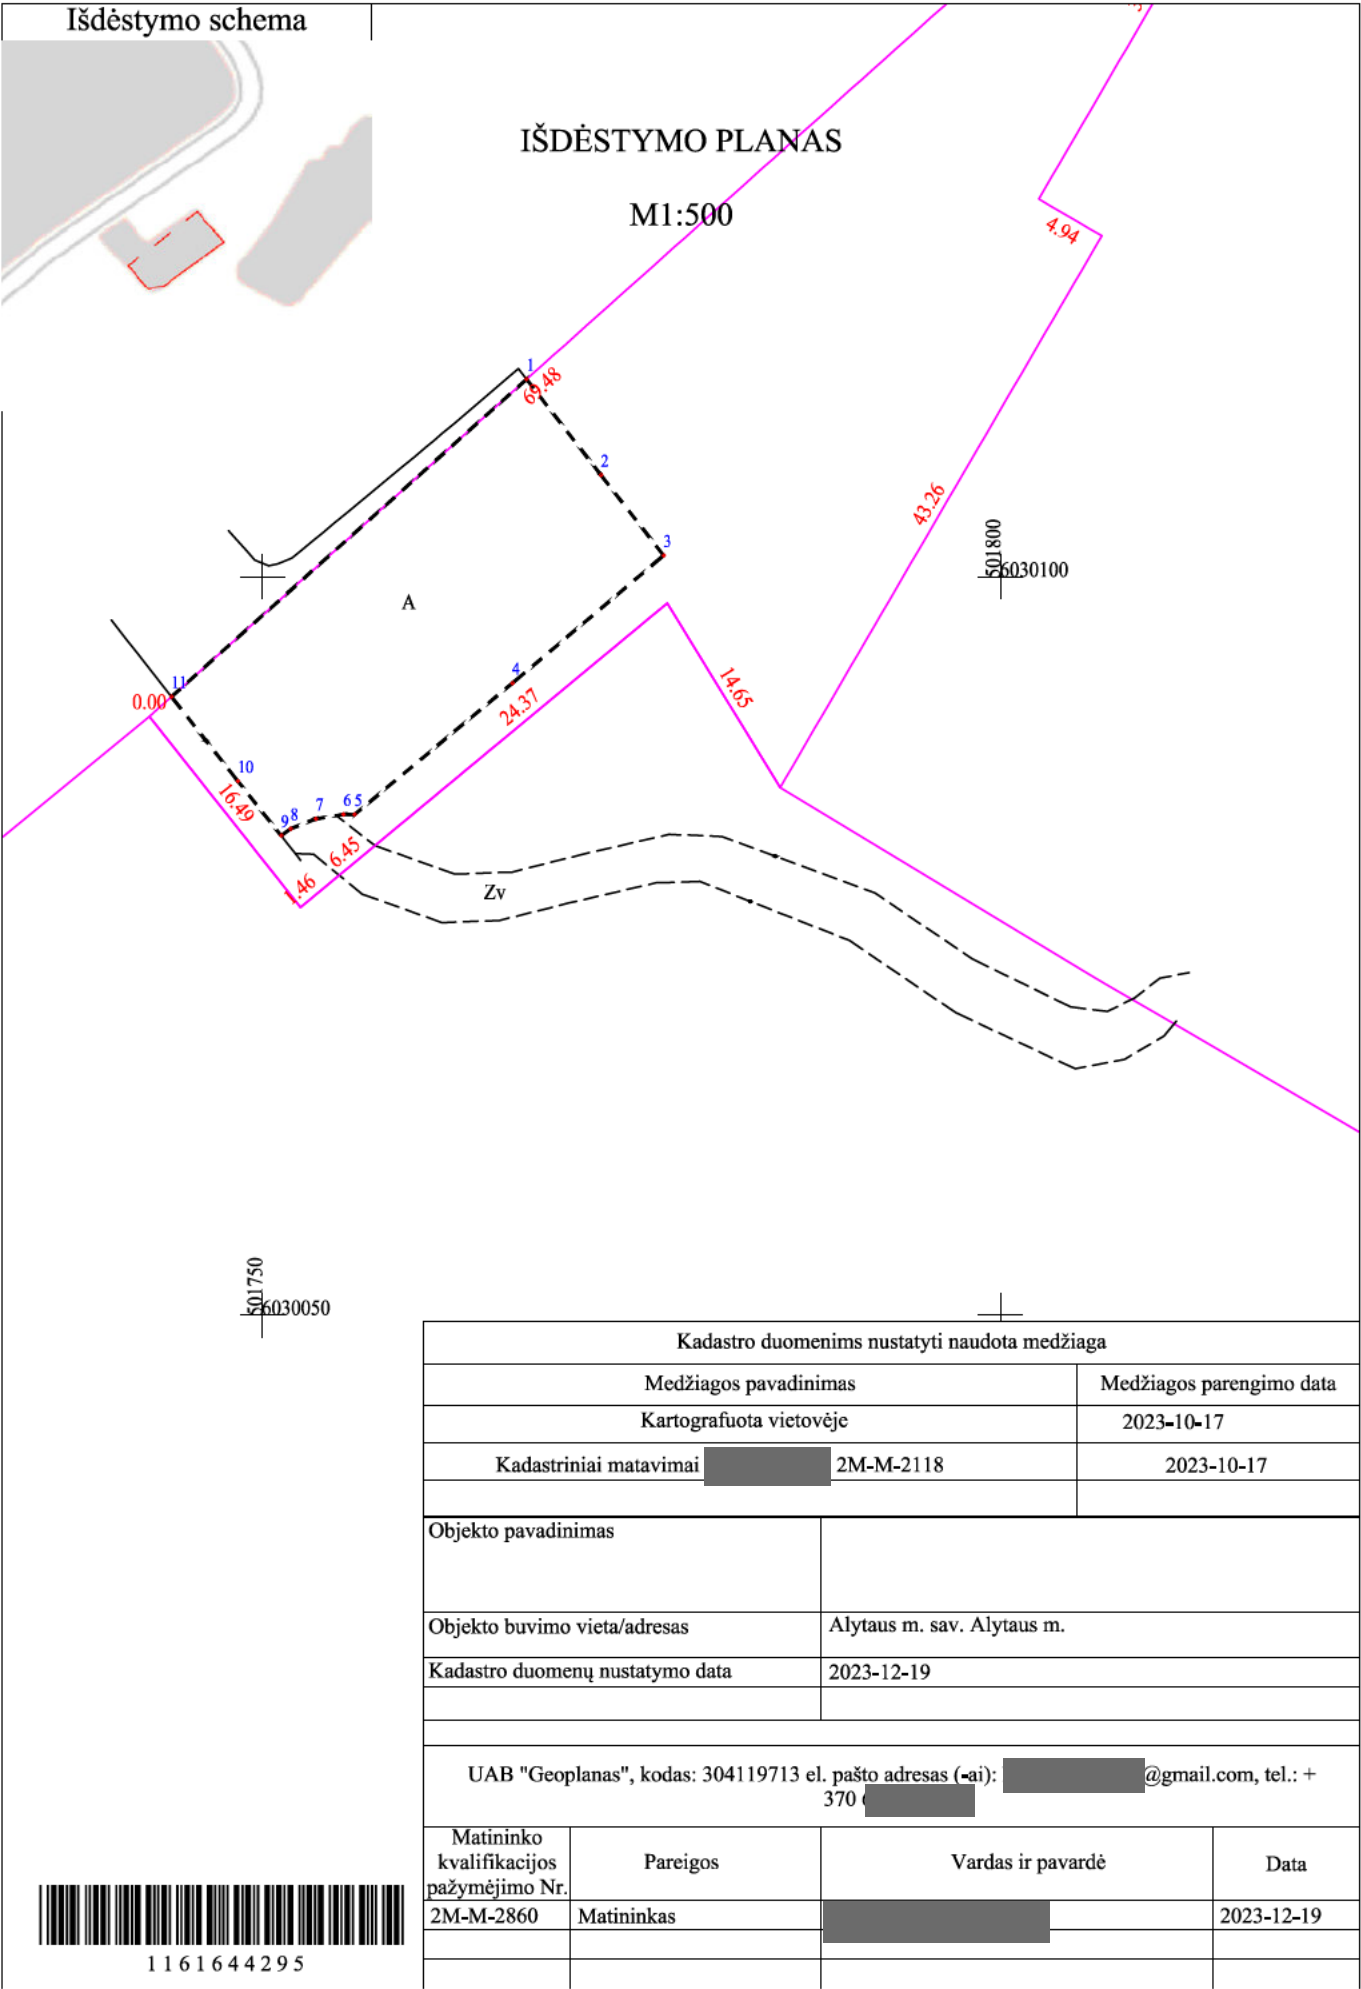 Išdėstymo schema
IŠDĖSTYMO PLANAS
M1:500
4.94
1
69.48
2
43.26
3
501800
6030100
A
11
0.00
4
24.37
14.65
10
16.49
9 8 7 6 5
6.45
Zv
501750
6030050
Kadastro duomenims nustatyti naudota medžiaga
Medžiagos pavadinimas Medžiagos parengimo data
Kartografuota vietovėje 2023-10-17
Kadastriniai matavimai 2M-M-2118 2023-10-17
Objekto pavadinimas
Objekto buvimo vieta/adresas Alytaus m. sav. Alytaus m.
Kadastro duomenų nustatymo data 2023-12-19
UAB "Geoplanas", kodas: 304119713 el. pašto adresas (-ai): @gmail.com, tel.: +
370
Matininko
kvalifikacijos
pažymėjimo Nr. Pareigos Vardas ir pavardė Data
2M-M-2860 Matininkas 2023-12-19
1161644295